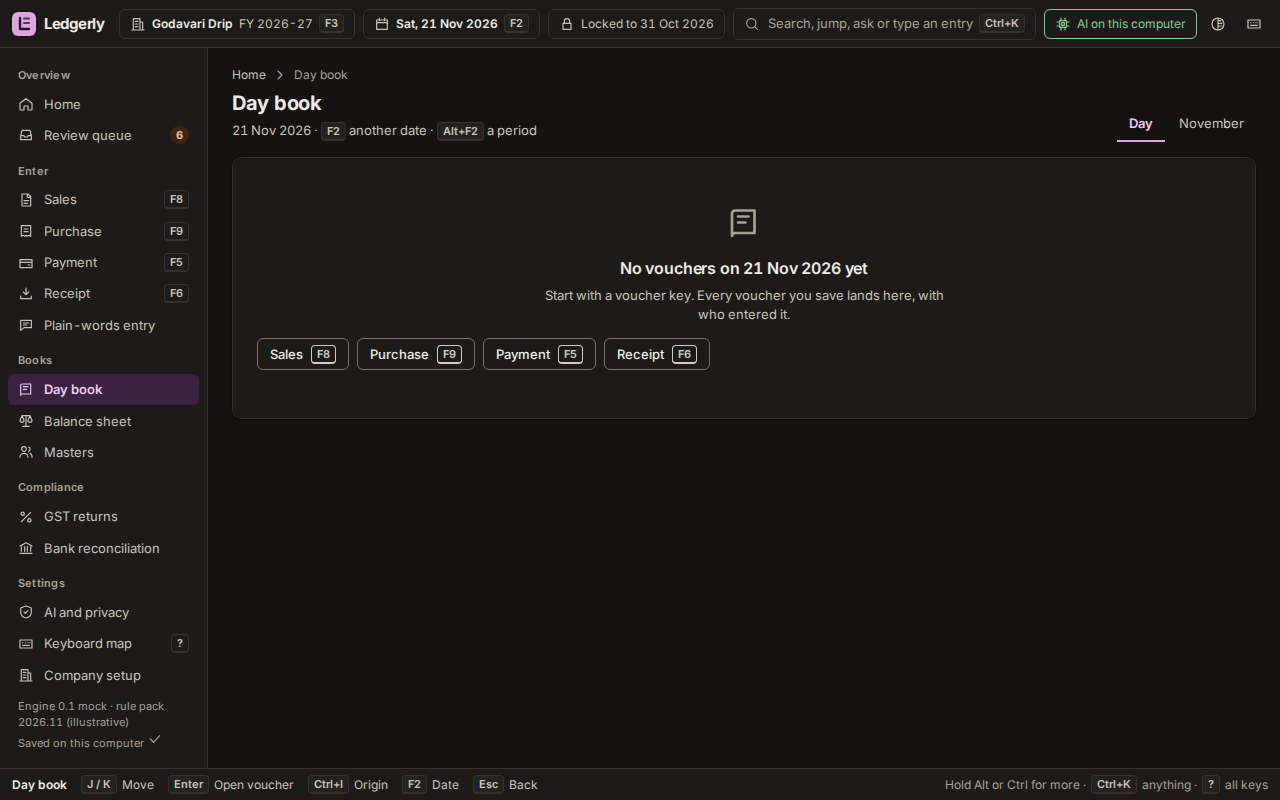 Ledgerly
Godavari Drip FY 2026-27 F3
Sat, 21 Nov 2026 F2
Locked to 31 Oct 2026
Search, jump, ask or type an entry Ctrl+K
AI on this computer
Overview
Home
Review queue 6
Enter
Sales F8
Purchase F9
Payment F5
Receipt F6
Plain-words entry
Books
Day book
Balance sheet
Masters
Compliance
GST returns
Bank reconciliation
Settings
AI and privacy
Keyboard map ?
Company setup
Engine 0.1 mock · rule pack
2026.11 (illustrative)
Saved on this computer
Home > Day book
Day book
21 Nov 2026 · F2 another date · Alt+F2 a period
Day November
No vouchers on 21 Nov 2026 yet
Start with a voucher key. Every voucher you save lands here, with
who entered it.
Sales F8 Purchase F9 Payment F5 Receipt F6
Day book J / K Move Enter Open voucher Ctrl+I Origin F2 Date Esc Back
Hold Alt or Ctrl for more · Ctrl+K anything · ? all keys